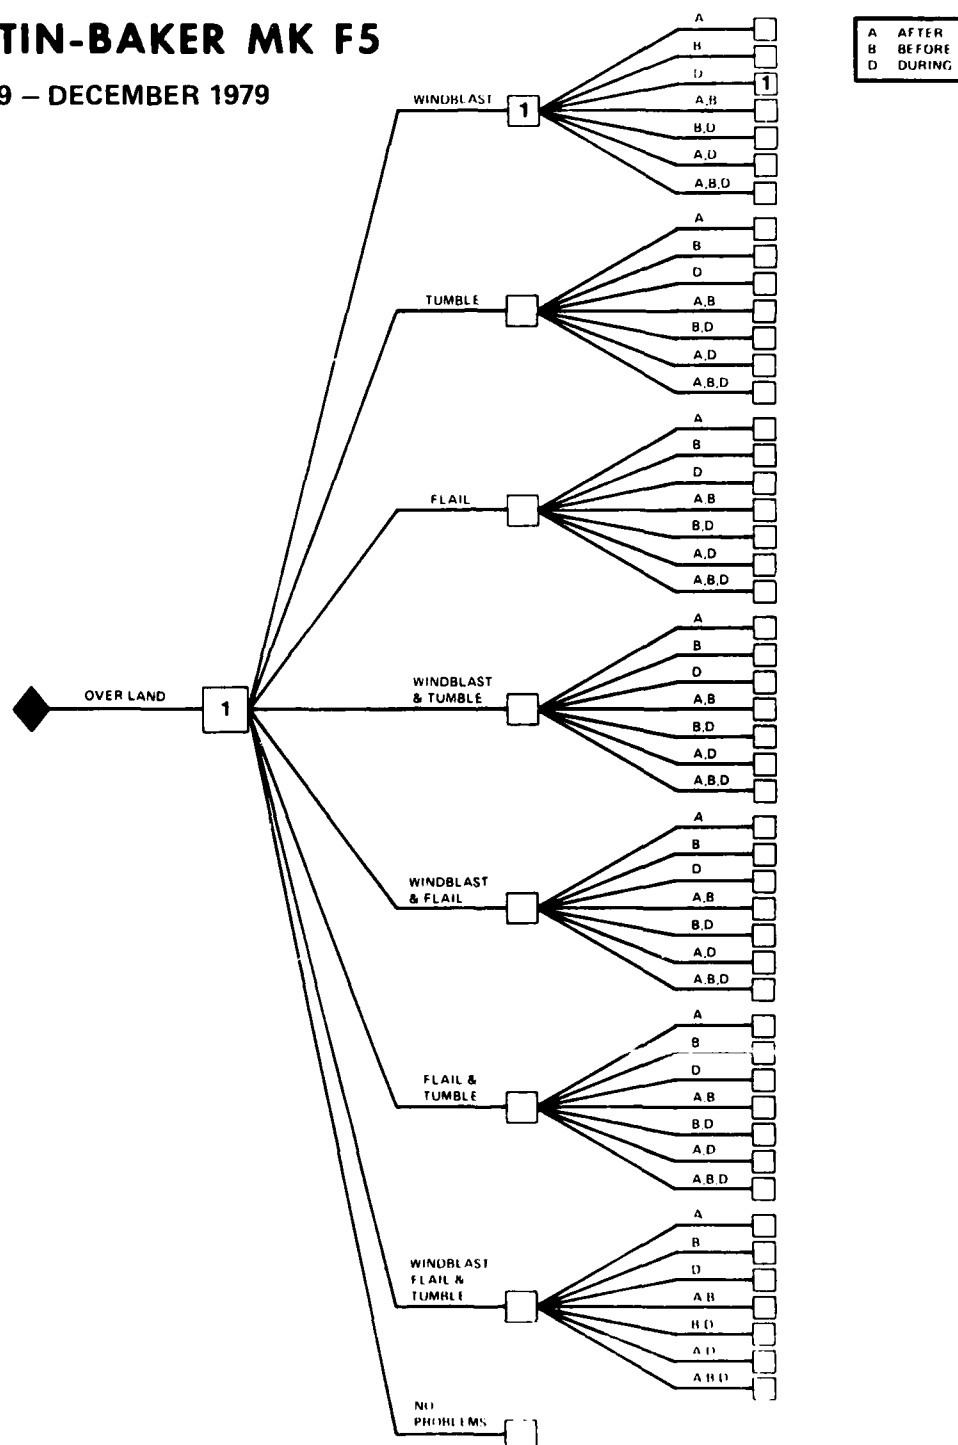 TIN-BAKER MK F5
9 – DECEMBER 1979
A AFTER
B BEFORE
D DURING
WINDBLAST
1
A
B
D
1
A,B
B,D
A,D
A,B,D
TUMBLE
A
B
D
A,B
B,D
A,D
A,B,D
FLAIL
A
B
D
A,B
B,D
A,D
A,B,D
OVER LAND
1
WINDBLAST
& TUMBLE
A
B
D
A,B
B,D
A,D
A,B,D
WINDBLAST
& FLAIL
A
B
D
A,B
B,D
A,D
A,B,D
FLAIL &
TUMBLE
A
B
D
A,B
B,D
A,D
A,B,D
WINDBLAST
FLAIL &
TUMBLE
A
B
D
A,B
B,D
A,D
A,B,D
NO
PROBLEMS